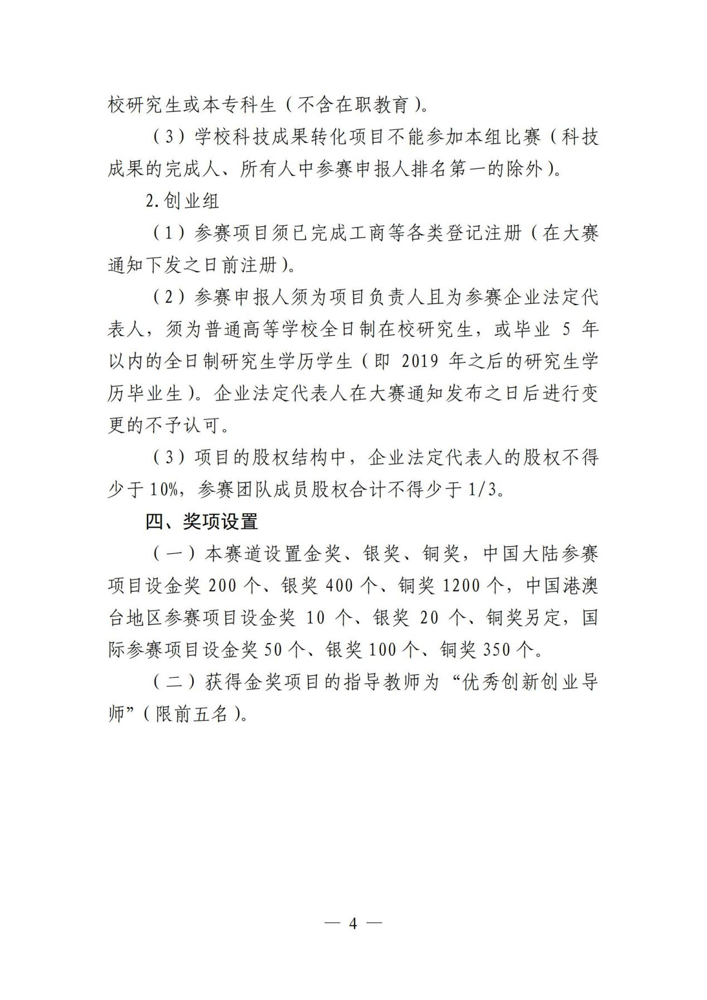 校研究生或本专科生（不含在职教育）。
（3）学校科技成果转化项目不能参加本组比赛（科技
成果的完成人、所有人中参赛申报人排名第一的除外）。
2.创业组
（1）参赛项目须已完成工商等各类登记注册（在大赛
通知下发之日前注册）。
（2）参赛申报人须为项目负责人且为参赛企业法定代
表人，须为普通高等学校全日制在校研究生，或毕业 5 年
以内的全日制研究生学历学生（即 2019 年之后的研究生学
历毕业生）。企业法定代表人在大赛通知发布之日后进行变
更的不予认可。
（3）项目的股权结构中，企业法定代表人的股权不得
少于 10%，参赛团队成员股权合计不得少于 1/3。
四、奖项设置
（一）本赛道设置金奖、银奖、铜奖，中国大陆参赛
项目设金奖 200 个、银奖 400 个、铜奖 1200 个，中国港澳
台地区参赛项目设金奖 10 个、银奖 20 个、铜奖另定，国
际参赛项目设金奖 50 个、银奖 100 个、铜奖 350 个。
（二）获得金奖项目的指导教师为“优秀创新创业导
师”（限前五名）。
— 4 —